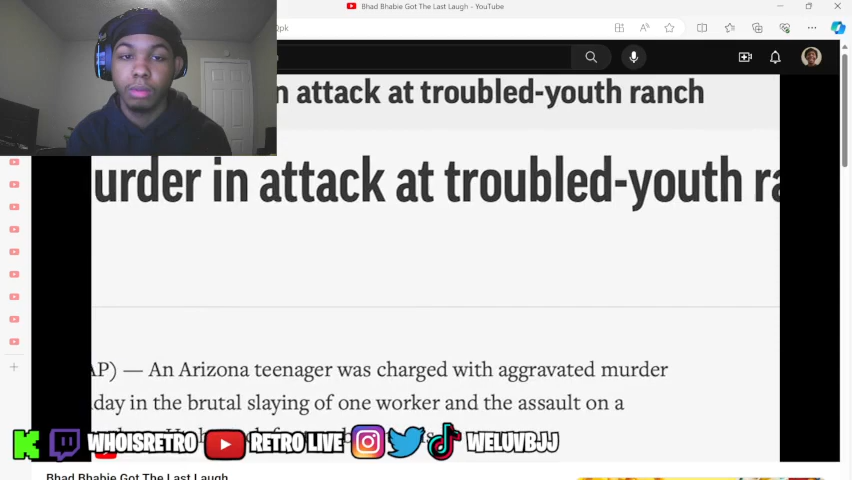 Bhad Bhabie Got The Last Laugh - YouTube
pk
n attack at troubled-youth ranch
urder in attack at troubled-youth ra
AP) — An Arizona teenager was charged with aggravated murder
day in the brutal slaying of one worker and the assault on a
WHOISRETRO RETRO LIVE WELUVBJJ
Bhad Bhabie Got The Last Laugh